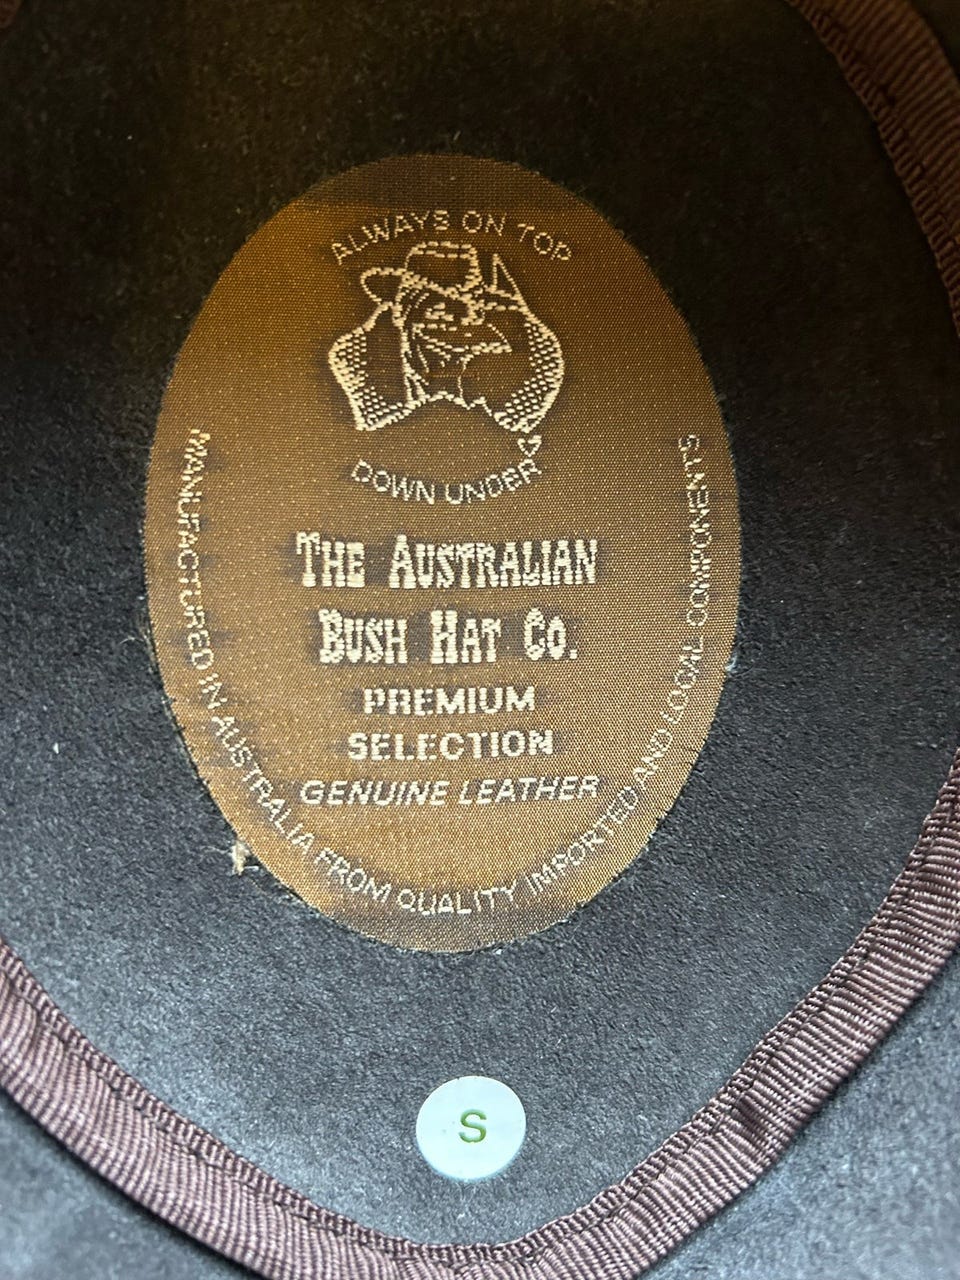 ALWAYS ON TOP
DOWN UNDER
THE AUSTRALIAN
BUSH HAT CO.
PREMIUM
SELECTION
GENUINE LEATHER
MANUFACTURED IN AUSTRALIA FROM QUALITY IMPORTED AND LOCAL COMPONENTS
S